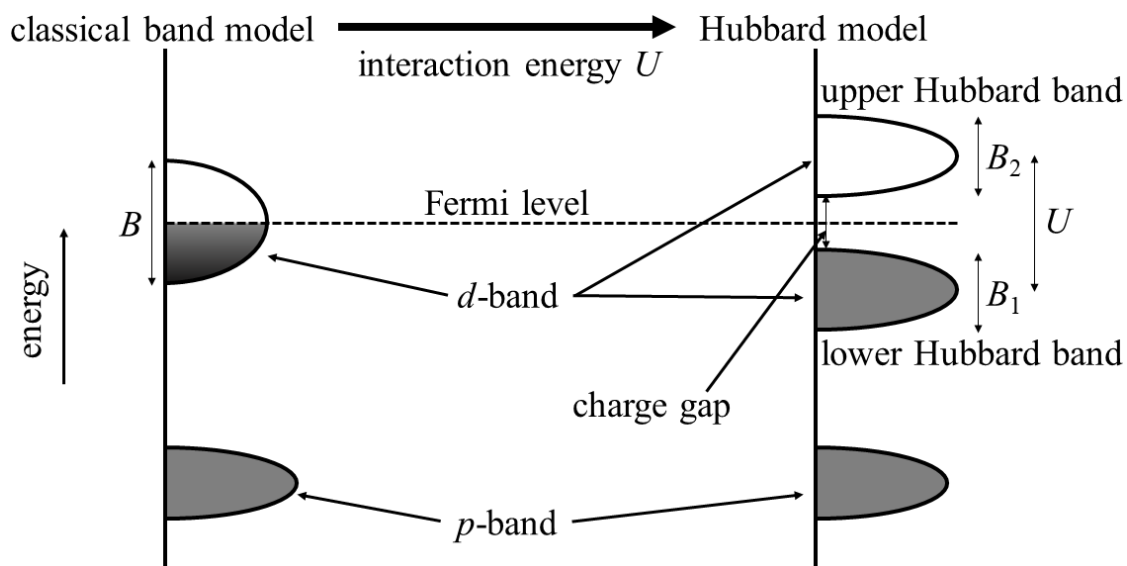 classical band model
Hubbard model
interaction energy U
upper Hubbard band
B₂
B
Fermi level
U
energy
d-band
B₁
lower Hubbard band
charge gap
p-band